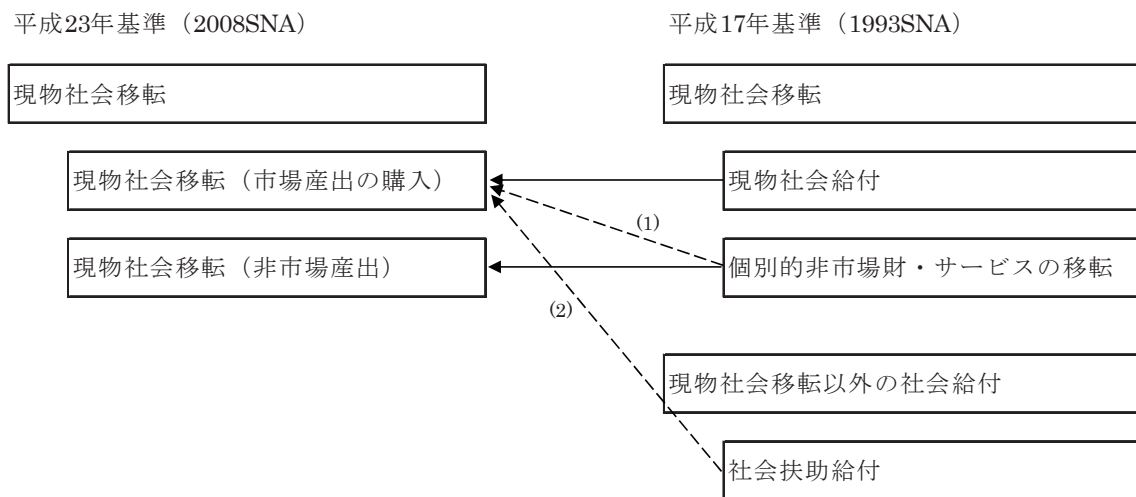 平成23年基準（2008SNA）
平成17年基準（1993SNA）
現物社会移転
現物社会移転
現物社会移転（市場産出の購入）
現物社会給付
(1)
現物社会移転（非市場産出）
個別的非市場財・サービスの移転
(2)
現物社会移転以外の社会給付
社会扶助給付